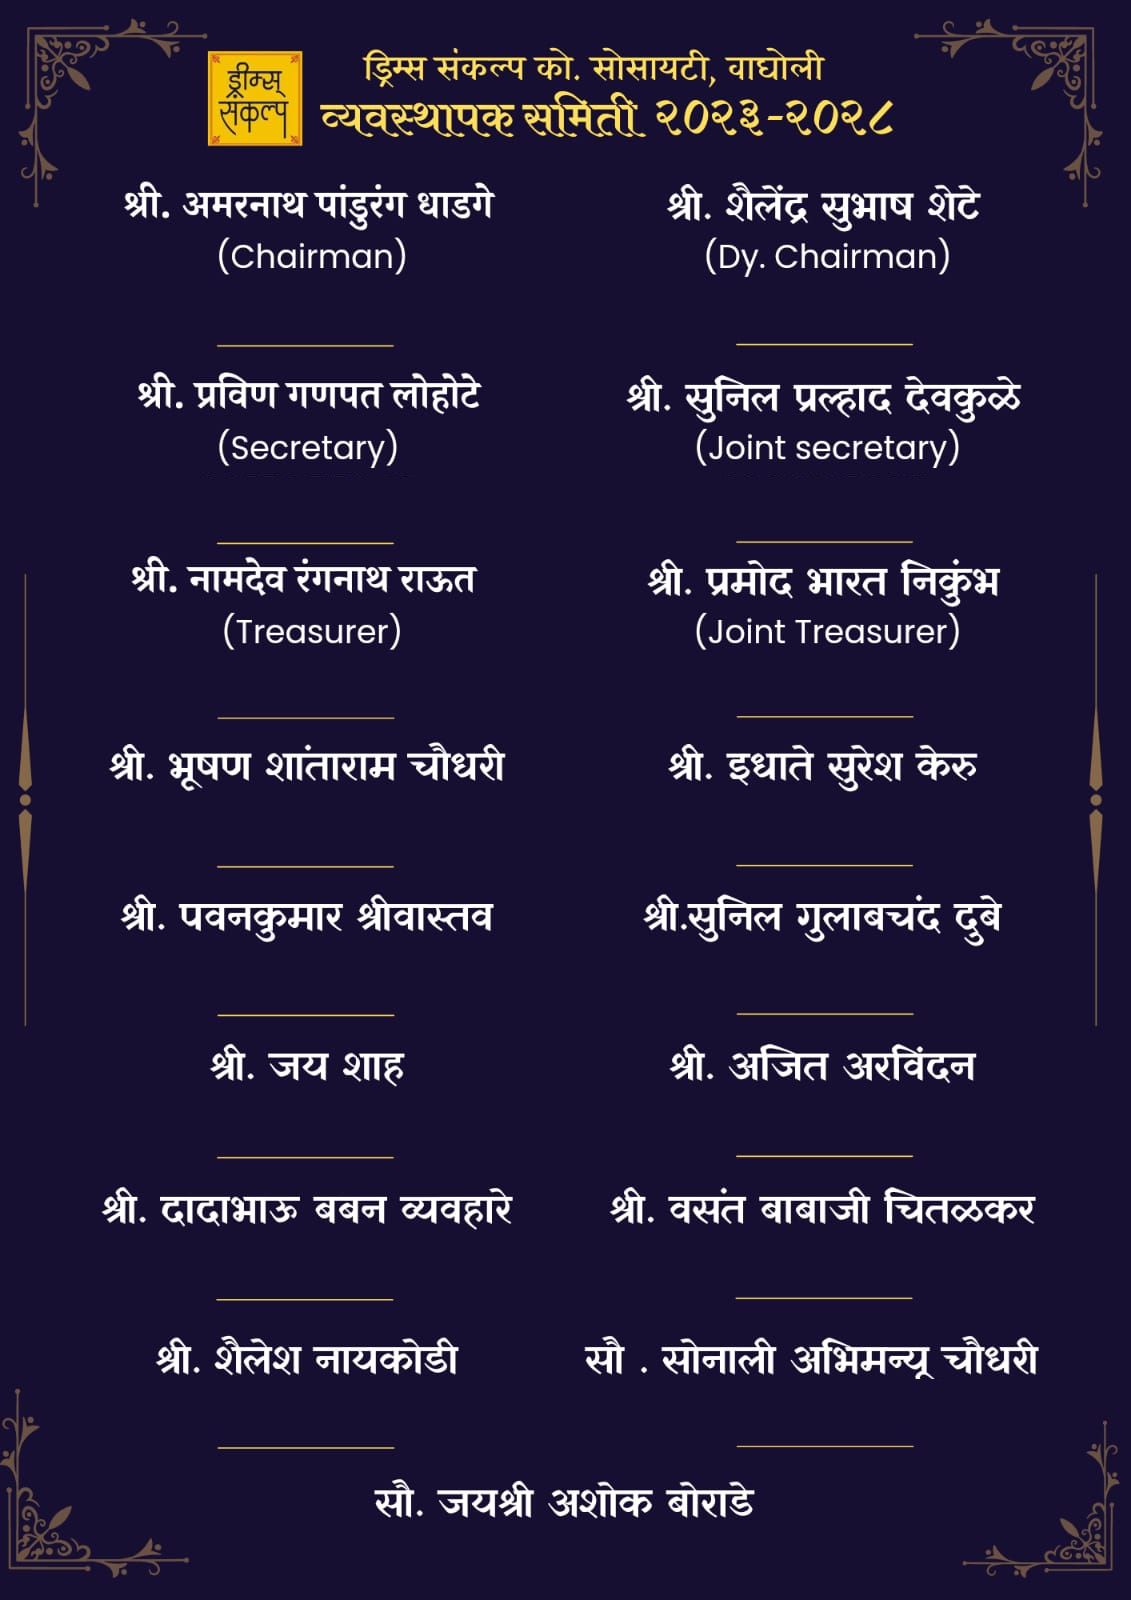 ड्रीम्स
संकल्प
ड्रिम्स संकल्प को. सोसायटी, वाघोली
व्यवस्थापक समिती २०२३-२०२८
श्री. अमरनाथ पांडुरंग धाडगे
(Chairman)
श्री. शैलेंद्र सुभाष शेटे
(Dy. Chairman)
श्री. प्रविण गणपत लोहोटे
(Secretary)
श्री. सुनिल प्रल्हाद देवकुळे
(Joint secretary)
श्री. नामदेव रंगनाथ राऊत
(Treasurer)
श्री. प्रमोद भारत निकुंभ
(Joint Treasurer)
श्री. भूषण शांताराम चौधरी
श्री. इधाते सुरेश केरु
श्री. पवनकुमार श्रीवास्तव
श्री.सुनिल गुलाबचंद दुबे
श्री. जय शाह
श्री. अजित अरविंदन
श्री. दादाभाऊ बबन व्यवहारे
श्री. वसंत बाबाजी चितळकर
श्री. शैलेश नायकोडी
सौ . सोनाली अभिमन्यू चौधरी
सौ. जयश्री अशोक बोराडे